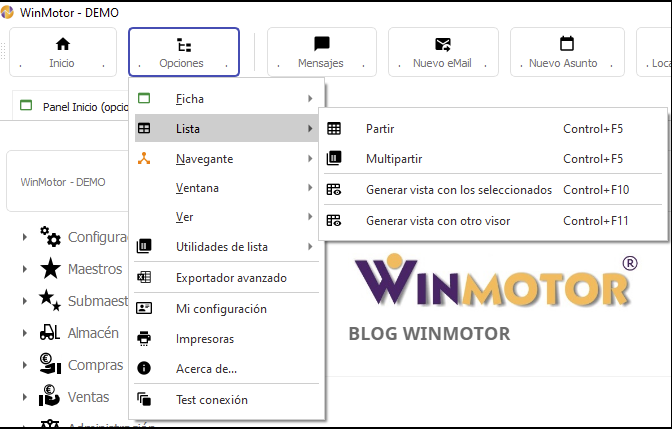 WinMotor - DEMO
. Inicio .
. Opciones .
. Mensajes .
. Nuevo eMail .
. Nuevo Asunto .
. Loca
Panel Inicio (opcio
WinMotor - DEMO
Configura
Maestros
Submaest
Almacén
Compras
Ventas
Administración
Ficha
Lista
Navegante
Ventana
Ver
Utilidades de lista
Exportador avanzado
Mi configuración
Impresoras
Acerca de...
Test conexión
Partir Control+F5
Multipartir Control+F5
Generar vista con los seleccionados Control+F10
Generar vista con otro visor Control+F11
WINMOTOR®
BLOG WINMOTOR